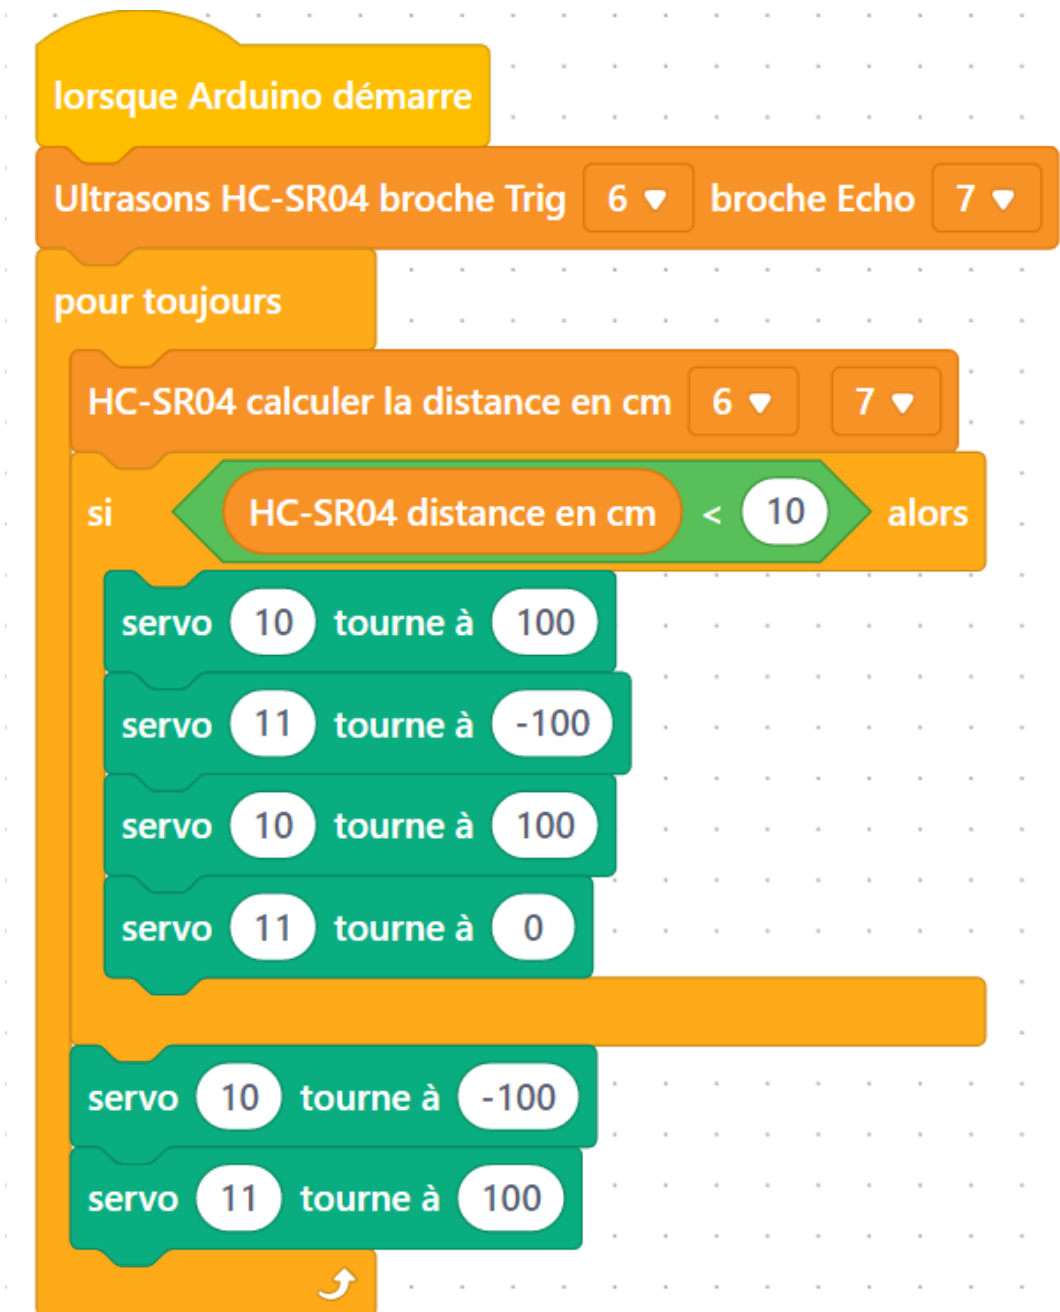 lorsque Arduino démarre
Ultrasons HC-SR04 broche Trig 6 broche Echo 7
pour toujours
HC-SR04 calculer la distance en cm 6 7
si HC-SR04 distance en cm < 10 alors
servo 10 tourne à 100
servo 11 tourne à -100
servo 10 tourne à 100
servo 11 tourne à 0
servo 10 tourne à -100
servo 11 tourne à 100